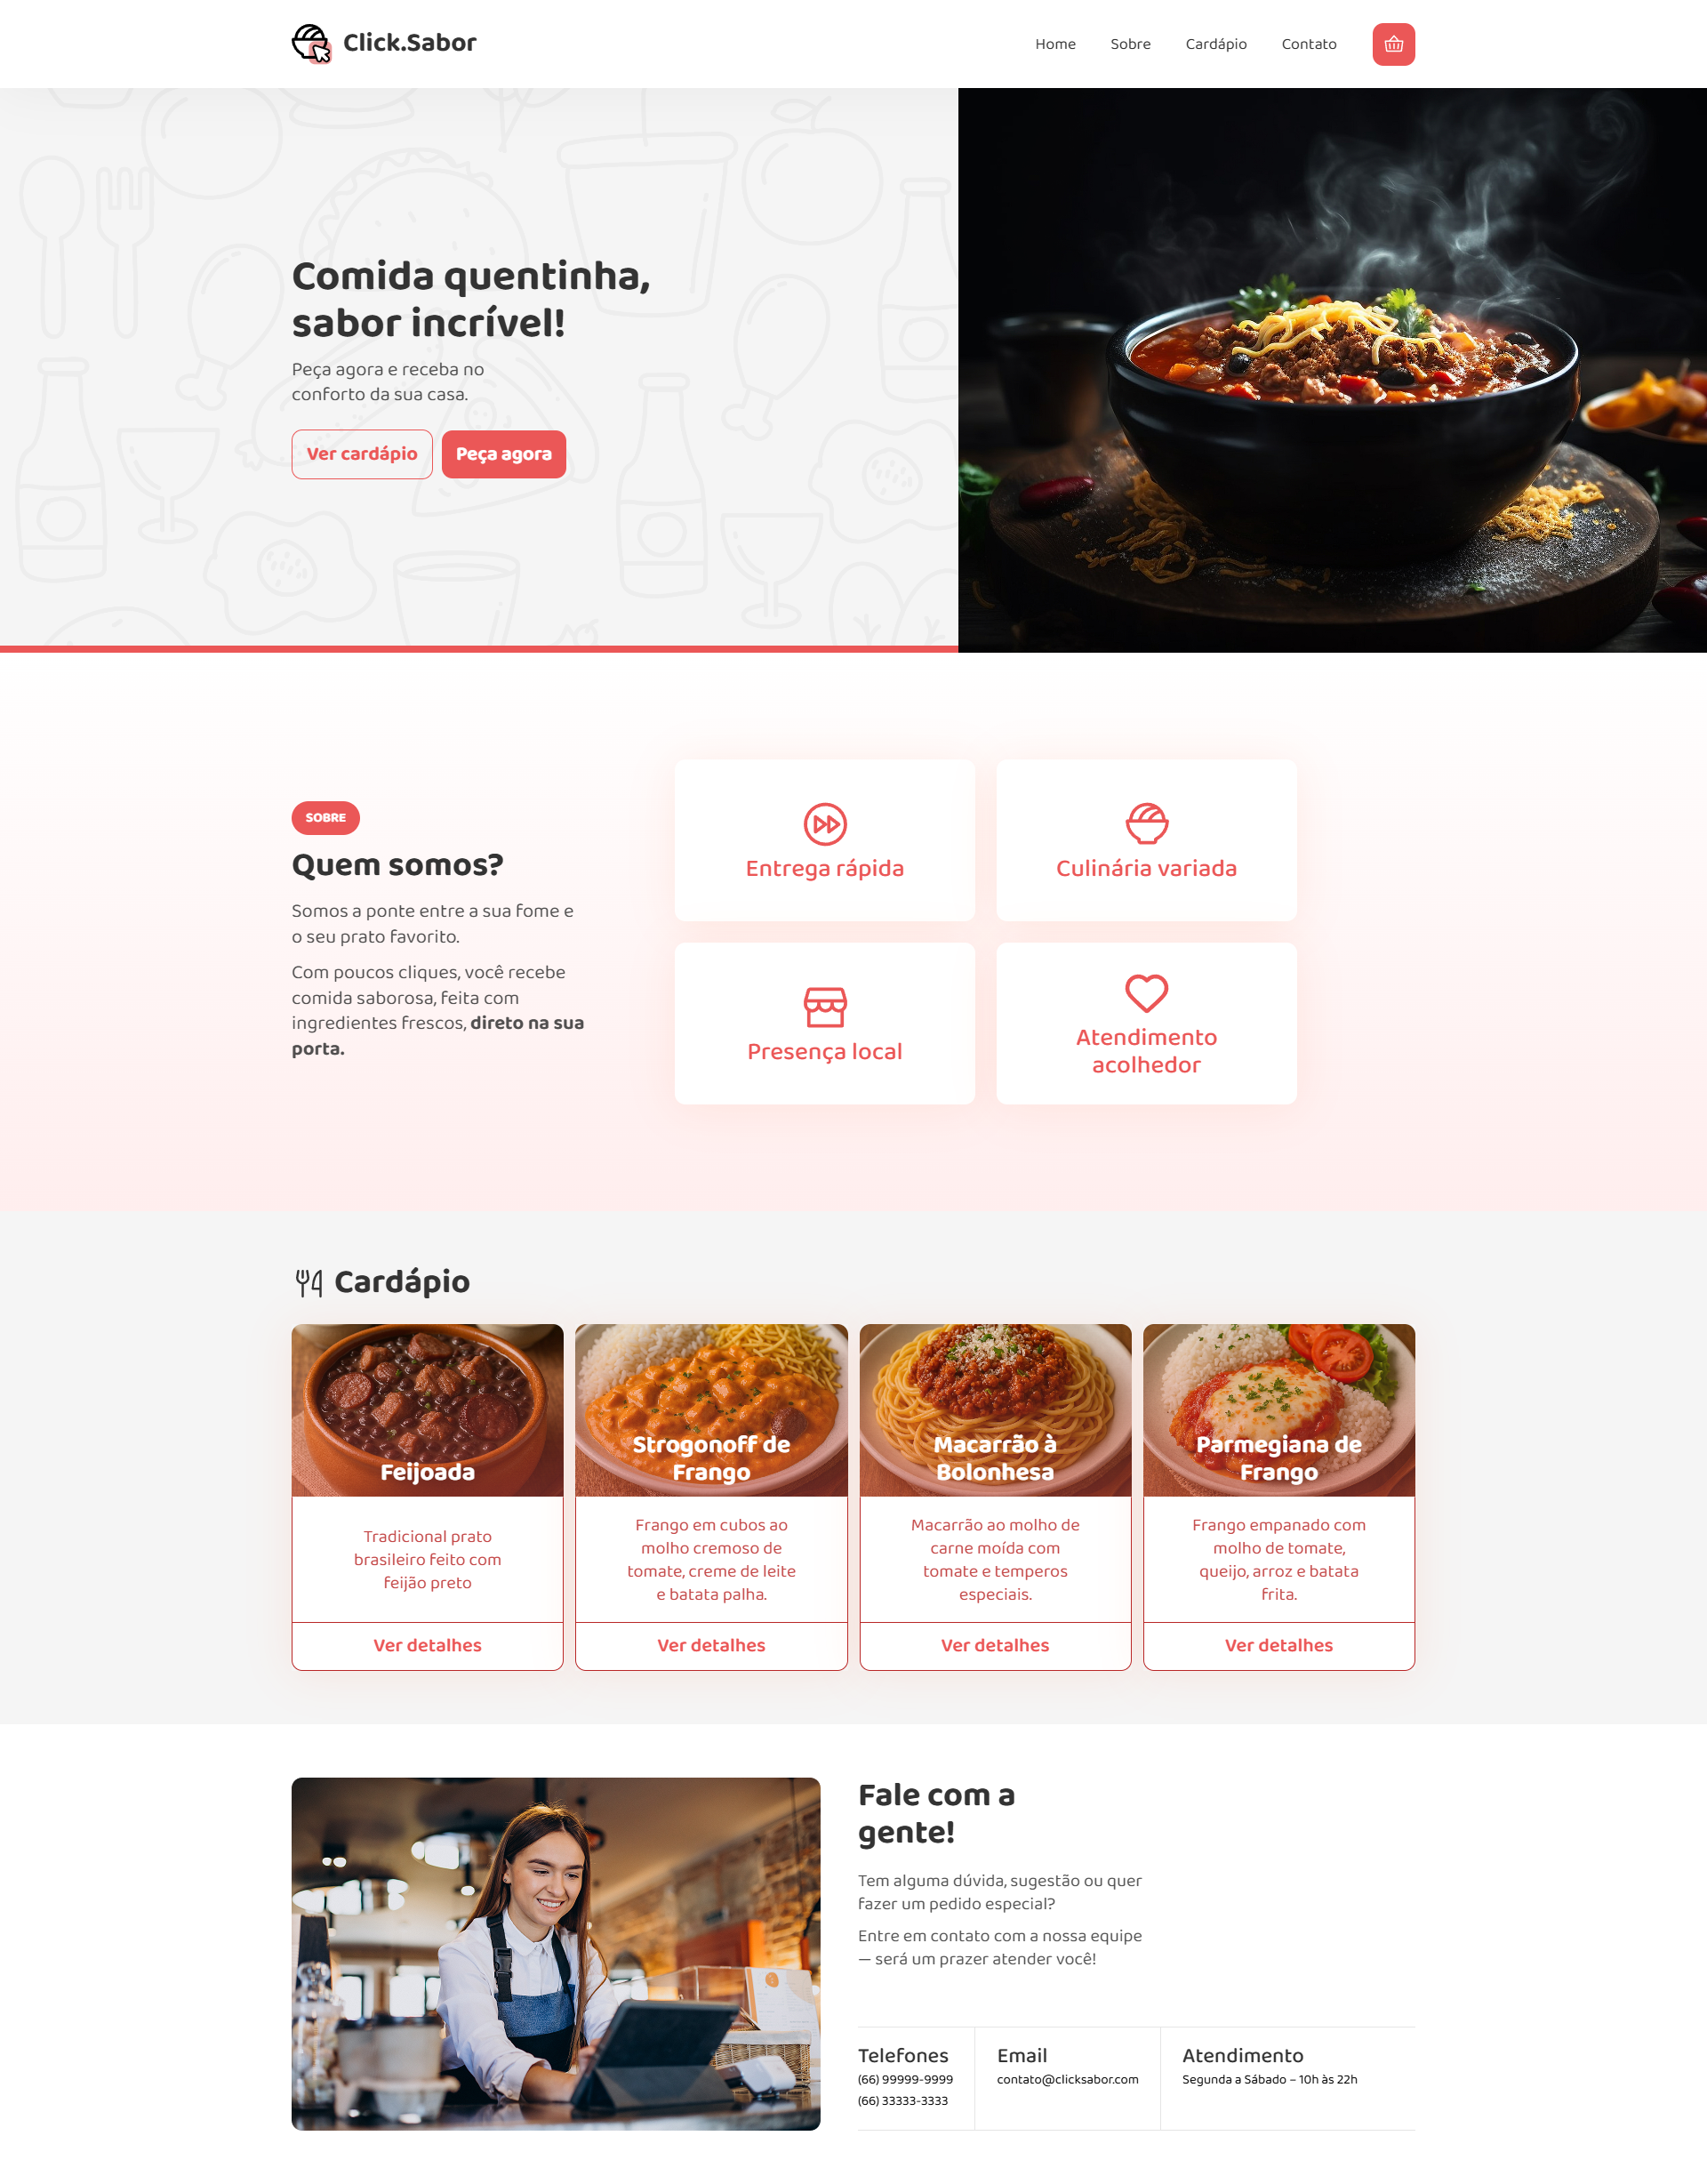 Click.Sabor
Home
Sobre
Cardápio
Contato
Comida quentinha,
sabor incrível!
Peça agora e receba no
conforto da sua casa.
Ver cardápio
Peça agora
SOBRE
Quem somos?
Somos a ponte entre a sua fome e
o seu prato favorito.
Com poucos cliques, você recebe
comida saborosa, feita com
ingredientes frescos, direto na sua
porta.
Entrega rápida
Culinária variada
Presença local
Atendimento
acolhedor
Cardápio
Feijoada
Tradicional prato
brasileiro feito com
feijão preto
Ver detalhes
Strogonoff de
Frango
Frango em cubos ao
molho cremoso de
tomate, creme de leite
e batata palha.
Ver detalhes
Macarrão à
Bolonhesa
Macarrão ao molho de
carne moída com
tomate e temperos
especiais.
Ver detalhes
Parmegiana de
Frango
Frango empanado com
molho de tomate,
queijo, arroz e batata
frita.
Ver detalhes
Fale com a
gente!
Tem alguma dúvida, sugestão ou quer
fazer um pedido especial?
Entre em contato com a nossa equipe
— será um prazer atender você!
Telefones
(66) 99999-9999
(66) 33333-3333
Email
contato@clicksabor.com
Atendimento
Segunda a Sábado – 10h às 22h